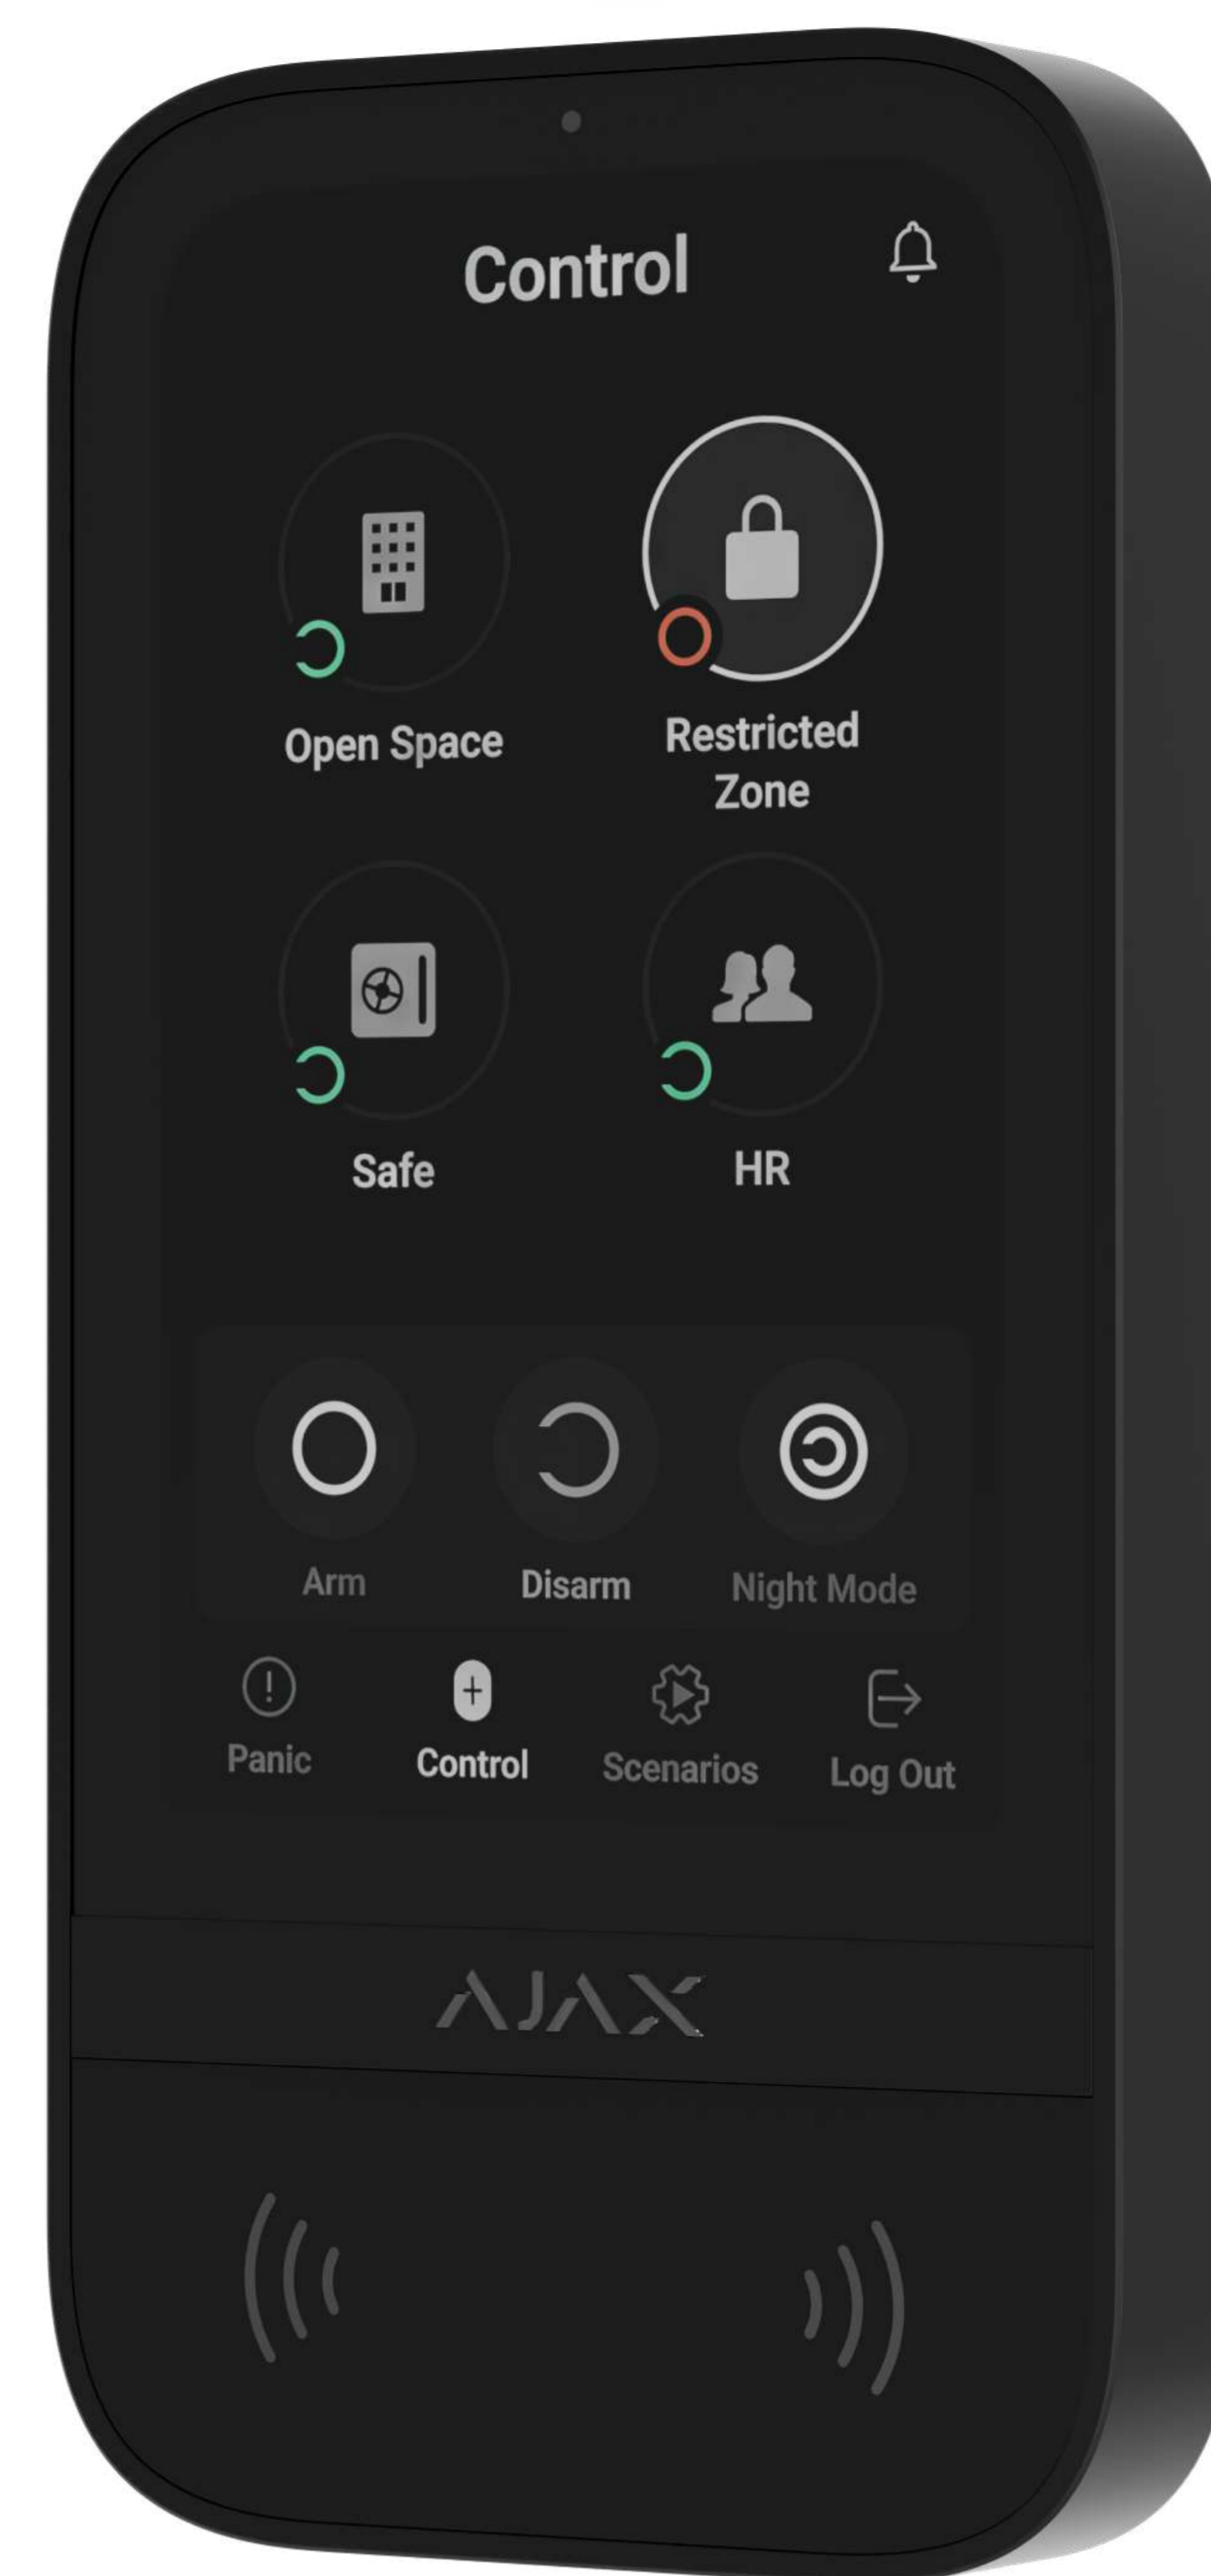 Control
Open Space
Restricted
Zone
Safe
HR
Arm
Disarm
Night Mode
Panic
Control
Scenarios
Log Out
AJAX